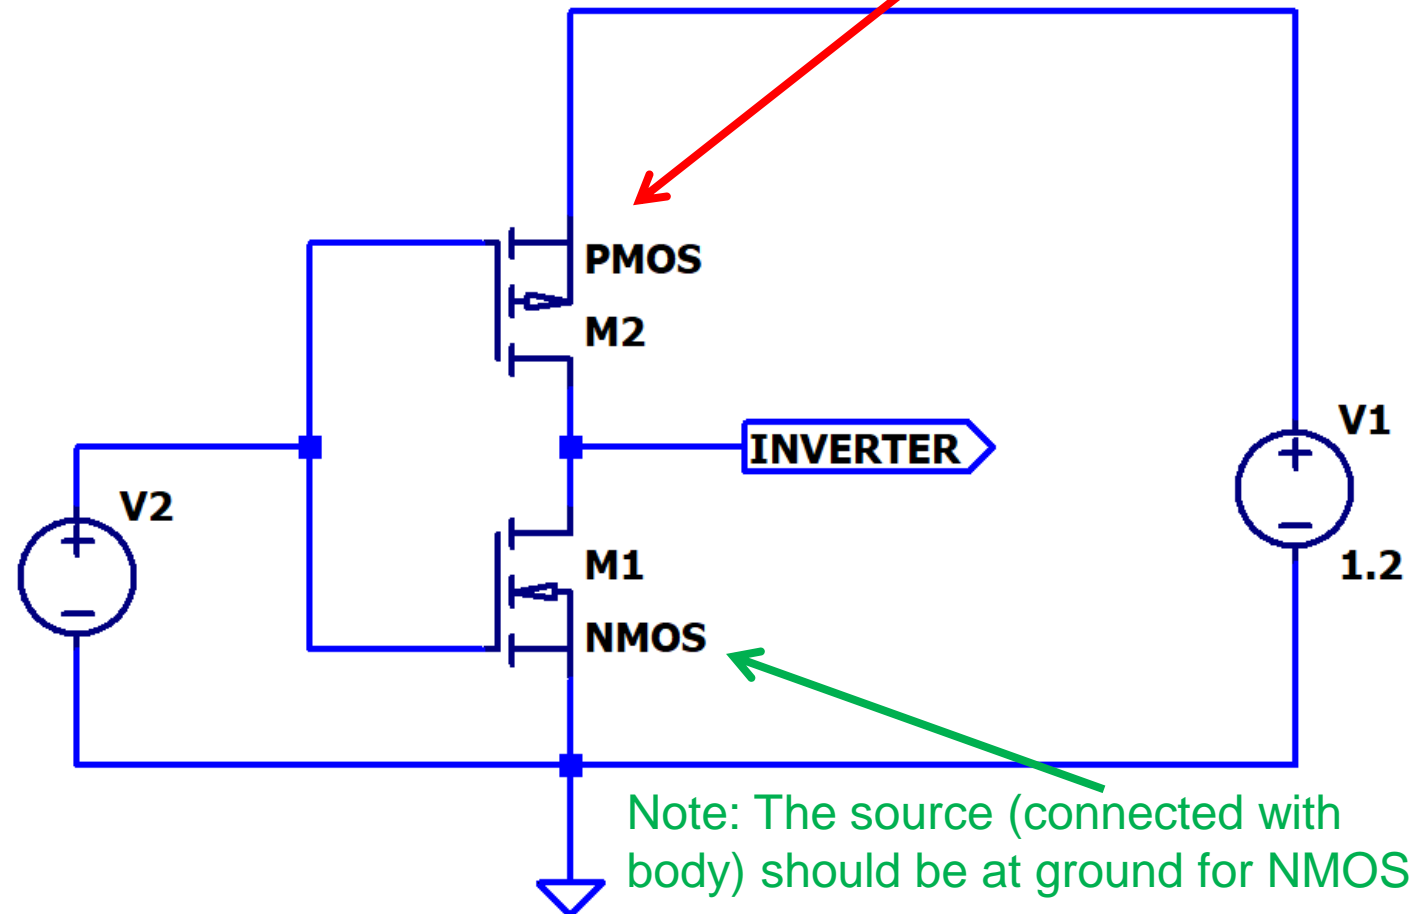 PMOS
M2
INVERTER
V1
V2
M1
1.2
NMOS
Note: The source (connected with
body) should be at ground for NMOS